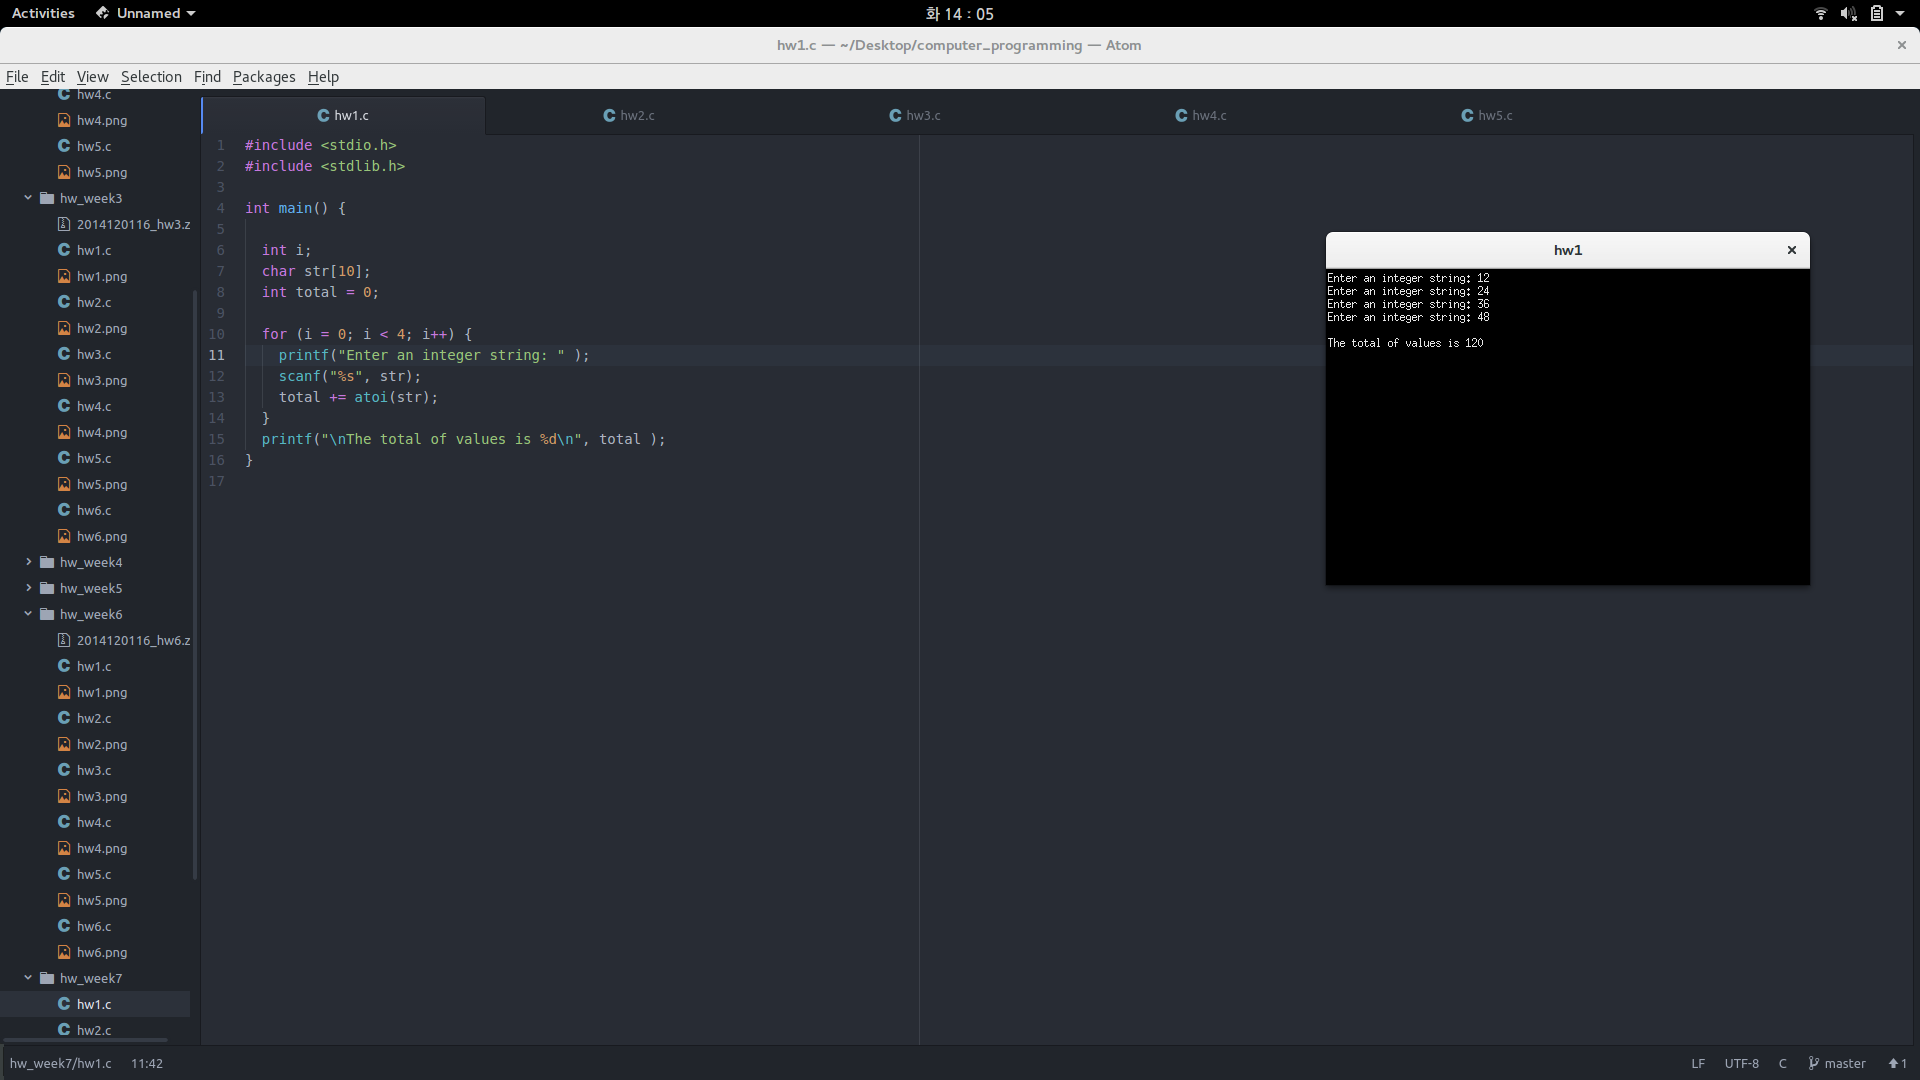 Activities Unnamed 화 14 : 05
hw1.c — ~/Desktop/computer_programming — Atom
File Edit View Selection Find Packages Help
hw4.c
hw4.png
hw5.c
hw5.png
hw_week3
2014120116_hw3.z
hw1.c
hw1.png
hw2.c
hw2.png
hw3.c
hw3.png
hw4.c
hw4.png
hw5.c
hw5.png
hw6.c
hw6.png
hw_week4
hw_week5
hw_week6
2014120116_hw6.z
hw1.c
hw1.png
hw2.c
hw2.png
hw3.c
hw3.png
hw4.c
hw4.png
hw5.c
hw5.png
hw6.c
hw6.png
hw_week7
hw1.c
hw2.c
hw1.c hw2.c hw3.c hw4.c hw5.c
1 #include <stdio.h>
2 #include <stdlib.h>
3
4 int main() {
5
6 int i;
7 char str[10];
8 int total = 0;
9
10 for (i = 0; i < 4; i++) {
11 printf("Enter an integer string: " );
12 scanf("%s", str);
13 total += atoi(str);
14 }
15 printf("\nThe total of values is %d\n", total );
16 }
17
hw1
Enter an integer string: 12
Enter an integer string: 24
Enter an integer string: 36
Enter an integer string: 48
The total of values is 120
hw_week7/hw1.c 11:42 LF UTF-8 C master 1